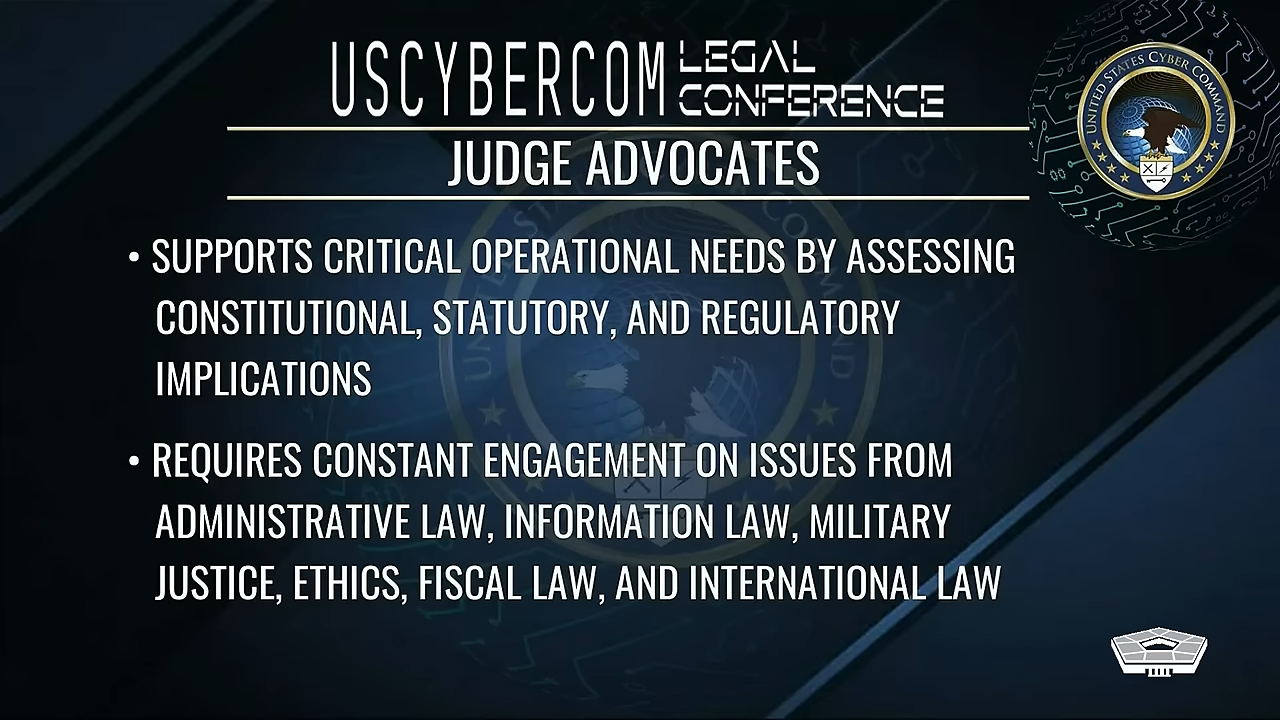 USCYBERCOM LEGAL CONFERENCE
UNITED STATES CYBER COMMAND
JUDGE ADVOCATES
• SUPPORTS CRITICAL OPERATIONAL NEEDS BY ASSESSING
CONSTITUTIONAL, STATUTORY, AND REGULATORY
IMPLICATIONS
• REQUIRES CONSTANT ENGAGEMENT ON ISSUES FROM
ADMINISTRATIVE LAW, INFORMATION LAW, MILITARY
JUSTICE, ETHICS, FISCAL LAW, AND INTERNATIONAL LAW